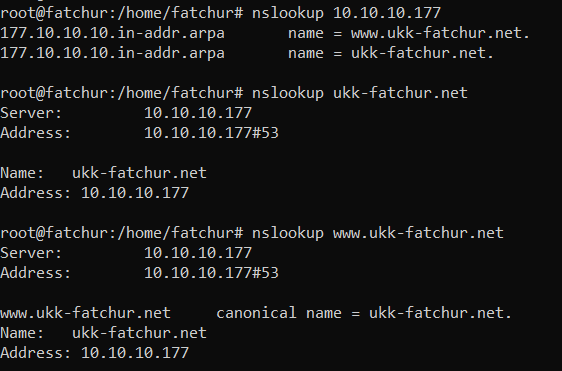 root@fatchur:/home/fatchur# nslookup 10.10.10.177
177.10.10.10.in-addr.arpa       name = www.ukk-fatchur.net.
177.10.10.10.in-addr.arpa       name = ukk-fatchur.net.

root@fatchur:/home/fatchur# nslookup ukk-fatchur.net
Server:         10.10.10.177
Address:        10.10.10.177#53

Name:   ukk-fatchur.net
Address: 10.10.10.177

root@fatchur:/home/fatchur# nslookup www.ukk-fatchur.net
Server:         10.10.10.177
Address:        10.10.10.177#53

www.ukk-fatchur.net     canonical name = ukk-fatchur.net.
Name:   ukk-fatchur.net
Address: 10.10.10.177